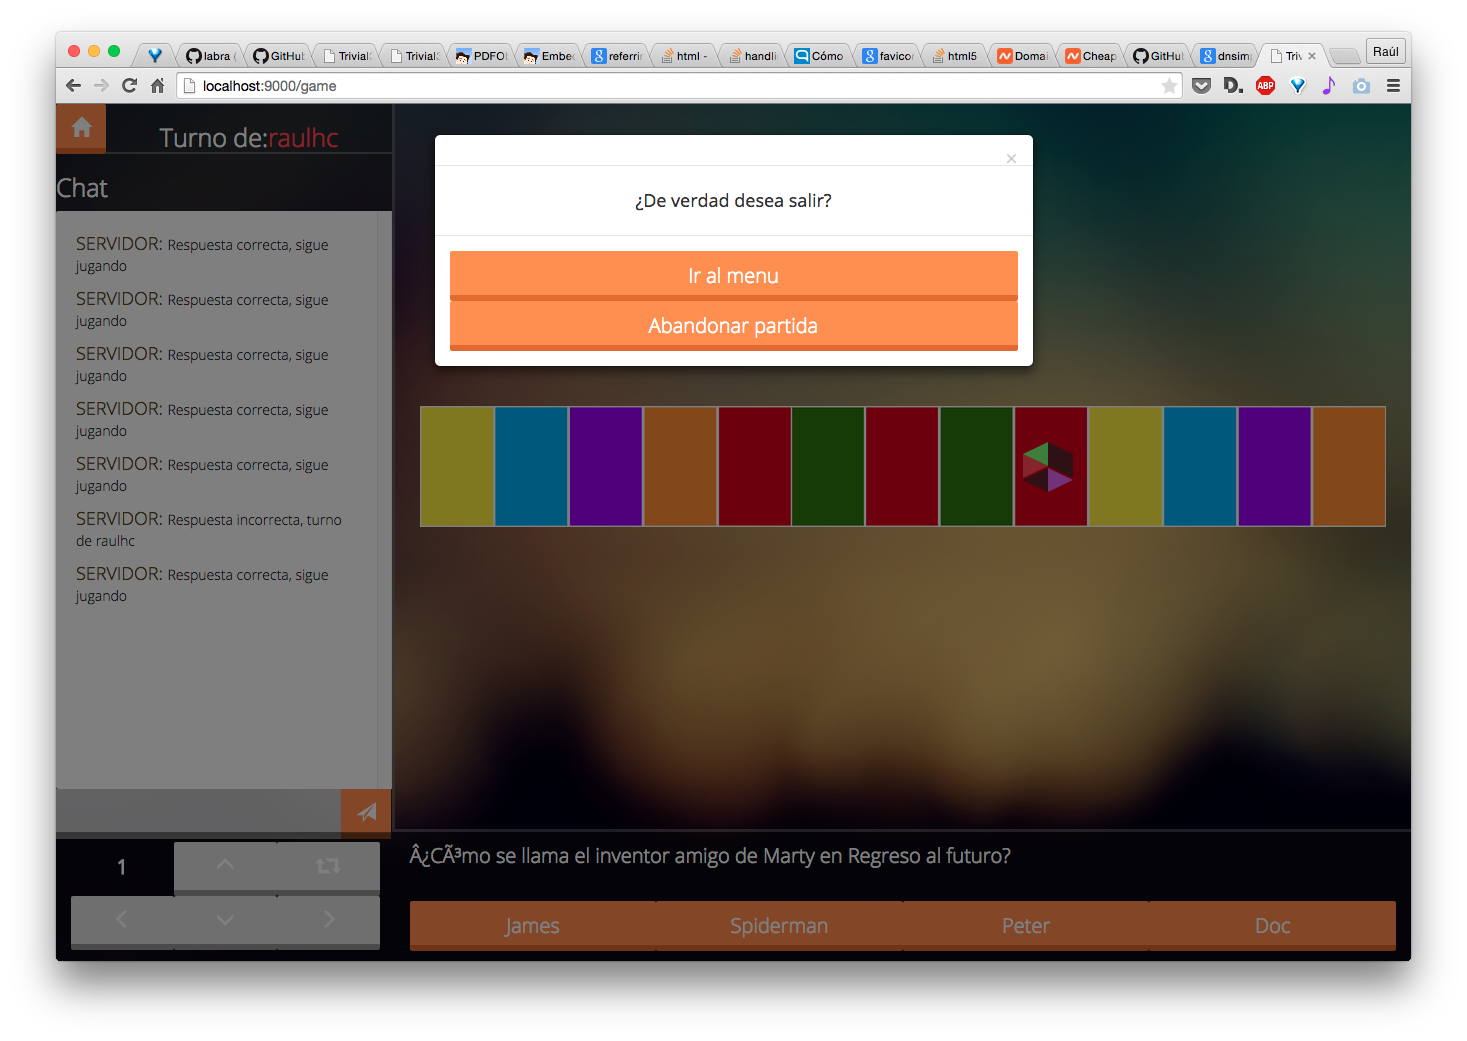 labra (
GitHub
Trivial
Trivial
PDFO
Embe
referri
html -
handli
Cómo
favicor
html5
Domai
Cheap
GitHub
dnsim
Triv
Raúl
localhost:9000/game
D.
ABP
Turno de:raulhc
Chat
SERVIDOR: Respuesta correcta, sigue
jugando
SERVIDOR: Respuesta correcta, sigue
jugando
SERVIDOR: Respuesta correcta, sigue
jugando
SERVIDOR: Respuesta correcta, sigue
jugando
SERVIDOR: Respuesta correcta, sigue
jugando
SERVIDOR: Respuesta incorrecta, turno
de raulhc
SERVIDOR: Respuesta correcta, sigue
jugando
×
¿De verdad desea salir?
Ir al menu
Abandonar partida
1
Â¿CÃ³mo se llama el inventor amigo de Marty en Regreso al futuro?
James
Spiderman
Peter
Doc